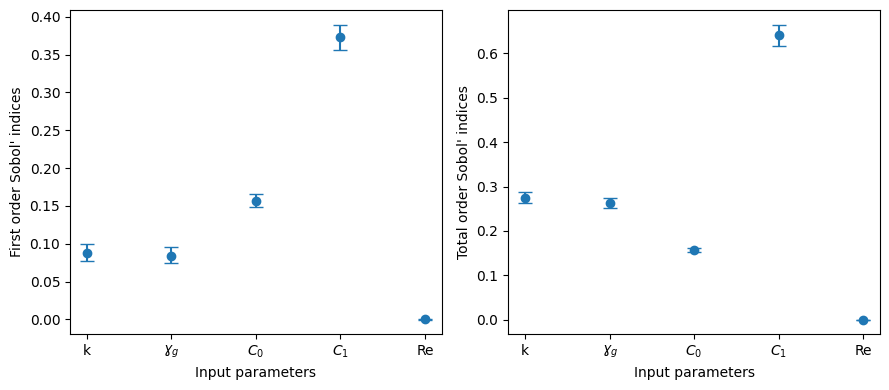 First order Sobol' indices
0.40
0.35
0.30
0.25
0.20
0.15
0.10
0.05
0.00
k
ɣg
C0
C1
Re
Input parameters
Total order Sobol' indices
0.6
0.5
0.4
0.3
0.2
0.1
0.0
k
ɣg
C0
C1
Re
Input parameters